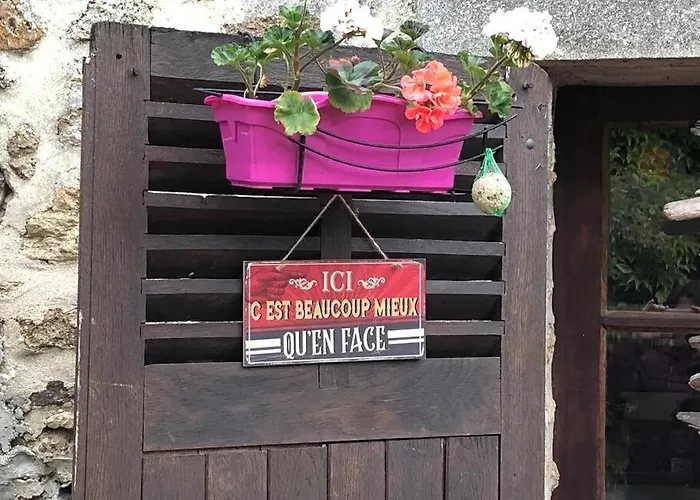 ICI
C EST BEAUCOUP MIEUX
QU'EN FACE